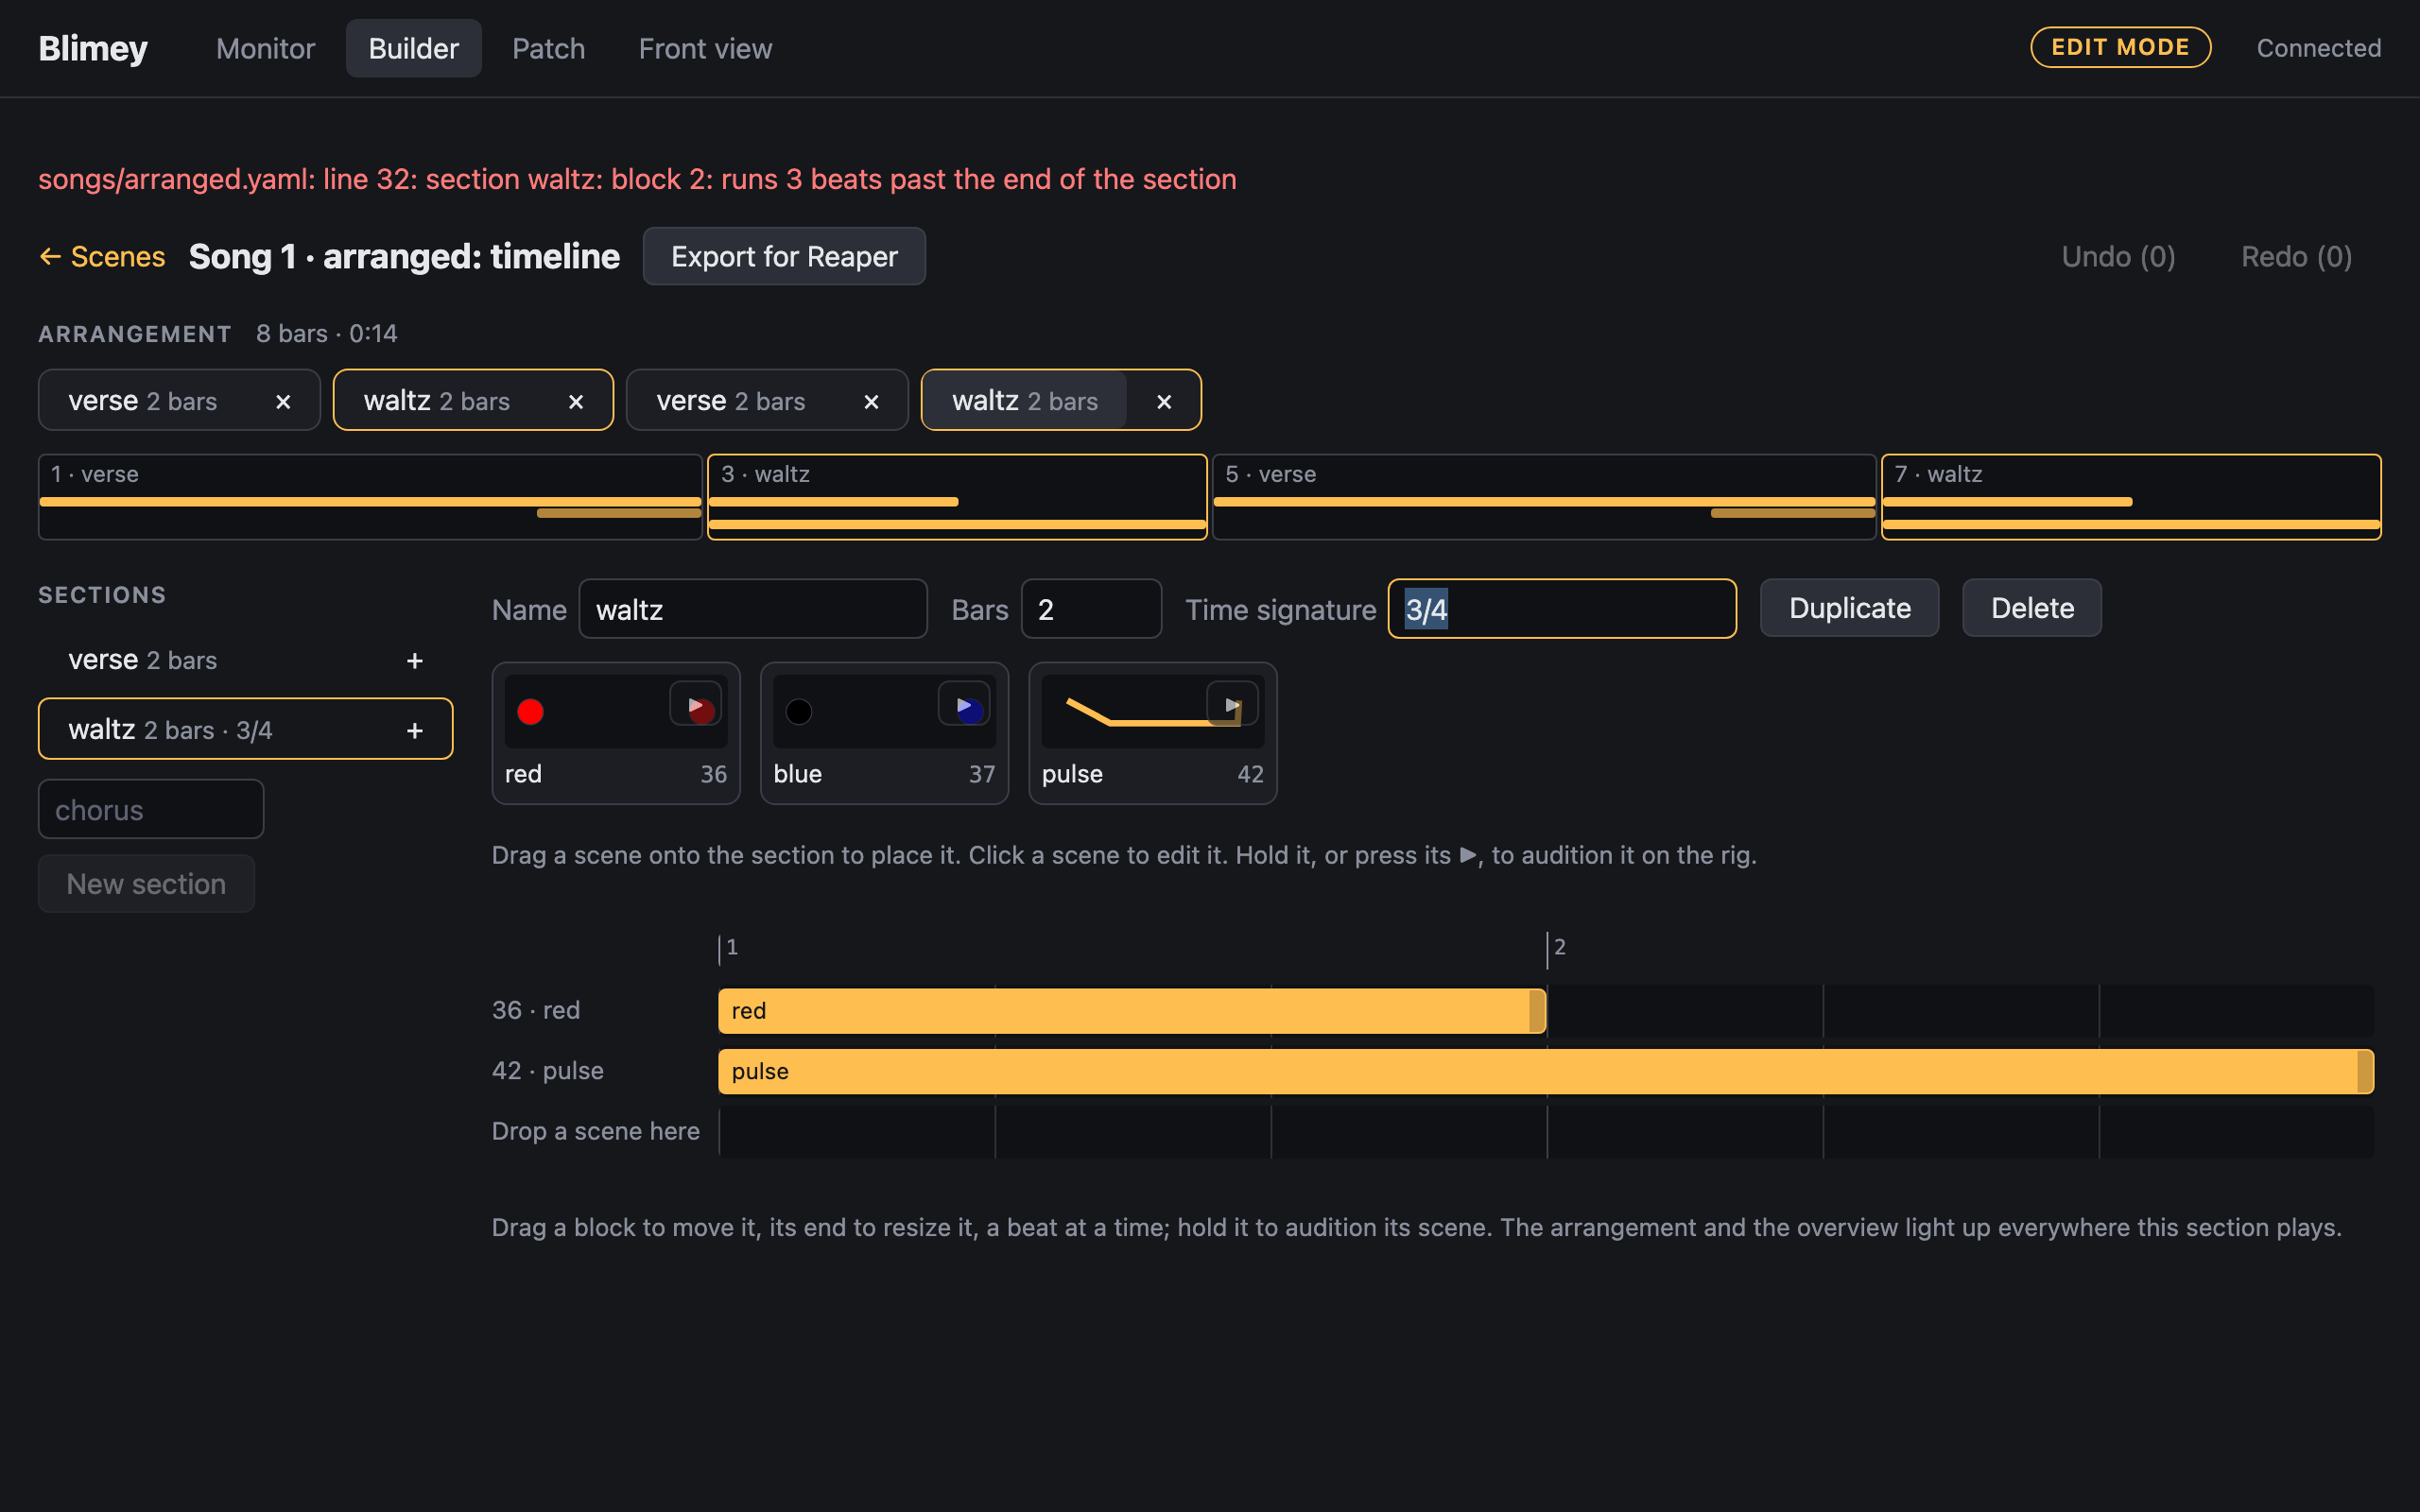 Blimey Monitor Builder Patch Front view EDIT MODE Connected
songs/arranged.yaml: line 32: section waltz: block 2: runs 3 beats past the end of the section
← Scenes Song 1 · arranged: timeline Export for Reaper Undo (0) Redo (0)
ARRANGEMENT 8 bars · 0:14
verse 2 bars × waltz 2 bars × verse 2 bars × waltz 2 bars ×
1 · verse 3 · waltz 5 · verse 7 · waltz
SECTIONS
Name waltz Bars 2 Time signature 3/4 Duplicate Delete
verse 2 bars +
waltz 2 bars · 3/4 +
chorus
New section
red 36 blue 37 pulse 42
Drag a scene onto the section to place it. Click a scene to edit it. Hold it, or press its ▶, to audition it on the rig.
1 2
36 · red red
42 · pulse pulse
Drop a scene here
Drag a block to move it, its end to resize it, a beat at a time; hold it to audition its scene. The arrangement and the overview light up everywhere this section plays.